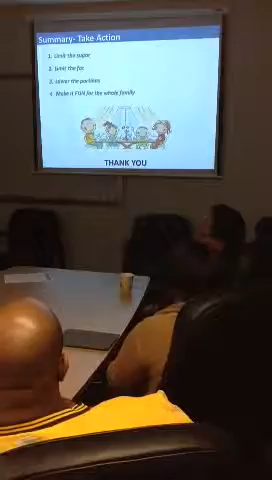 Summary- Take Action
1. Limit the sugar
2. Limit the fat
3. Lower the portions
4. Make it FUN for the whole family
THANK YOU